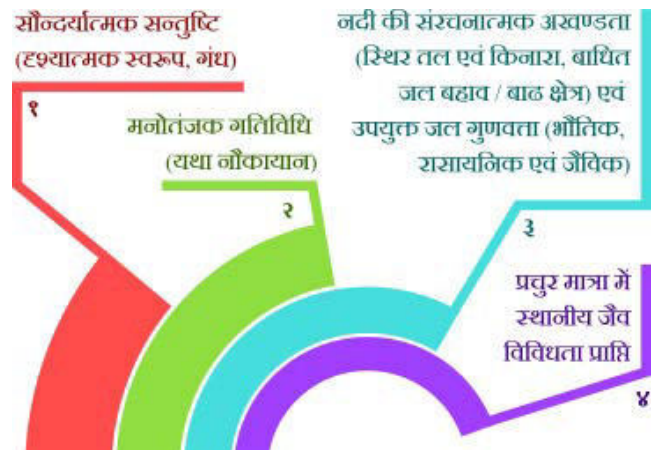 सौन्दर्यात्मक सन्तुष्टि
(दृश्यात्मक स्वरूप, गंध)
१
मनोतंजक गतिविधि
(यथा नौकायान)
२
नदी की संरचनात्मक अखण्डता
(स्थिर तल एवं किनारा, बाधित
जल बहाव / बाढ क्षेत्र) एवं
उपयुक्त जल गुणवत्ता (भौतिक,
रासायनिक एवं जैविक)
३
प्रचुर मात्रा में
स्थानीय जैव
विविधता प्राप्ति
४